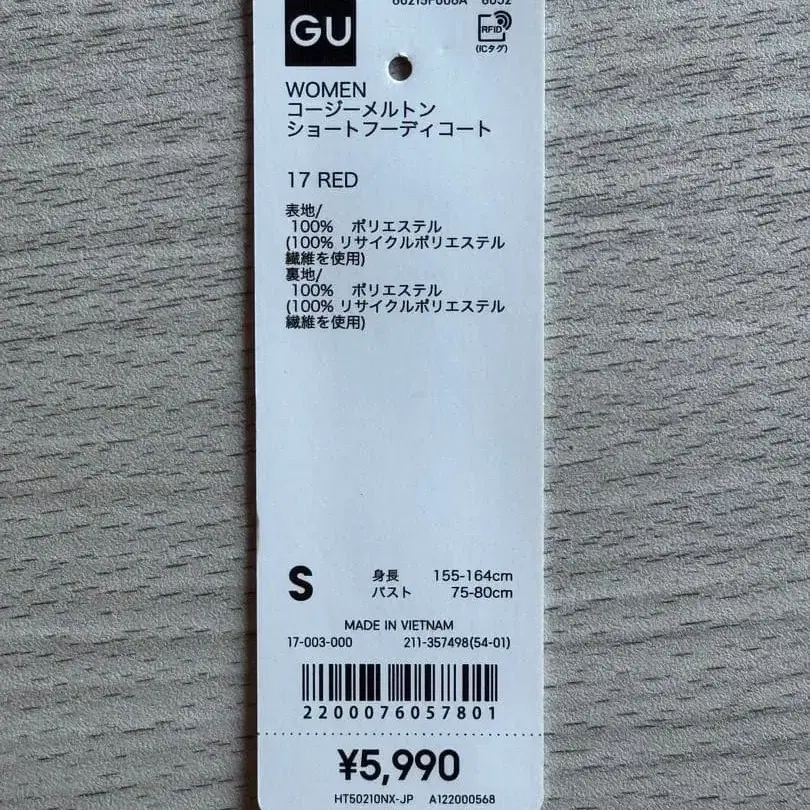 GU
RFID
(ICタグ)
WOMEN
コージーメルトン
ショートフーディコート
17 RED
表地/
100% ポリエステル
(100% リサイクルポリエステル
繊維を使用)
裏地/
100% ポリエステル
(100% リサイクルポリエステル
繊維を使用)
S
身長 155-164cm
バスト 75-80cm
MADE IN VIETNAM
17-003-000 211-357498(54-01)
2200076057801
¥5,990
HT50210NX-JP A122000568